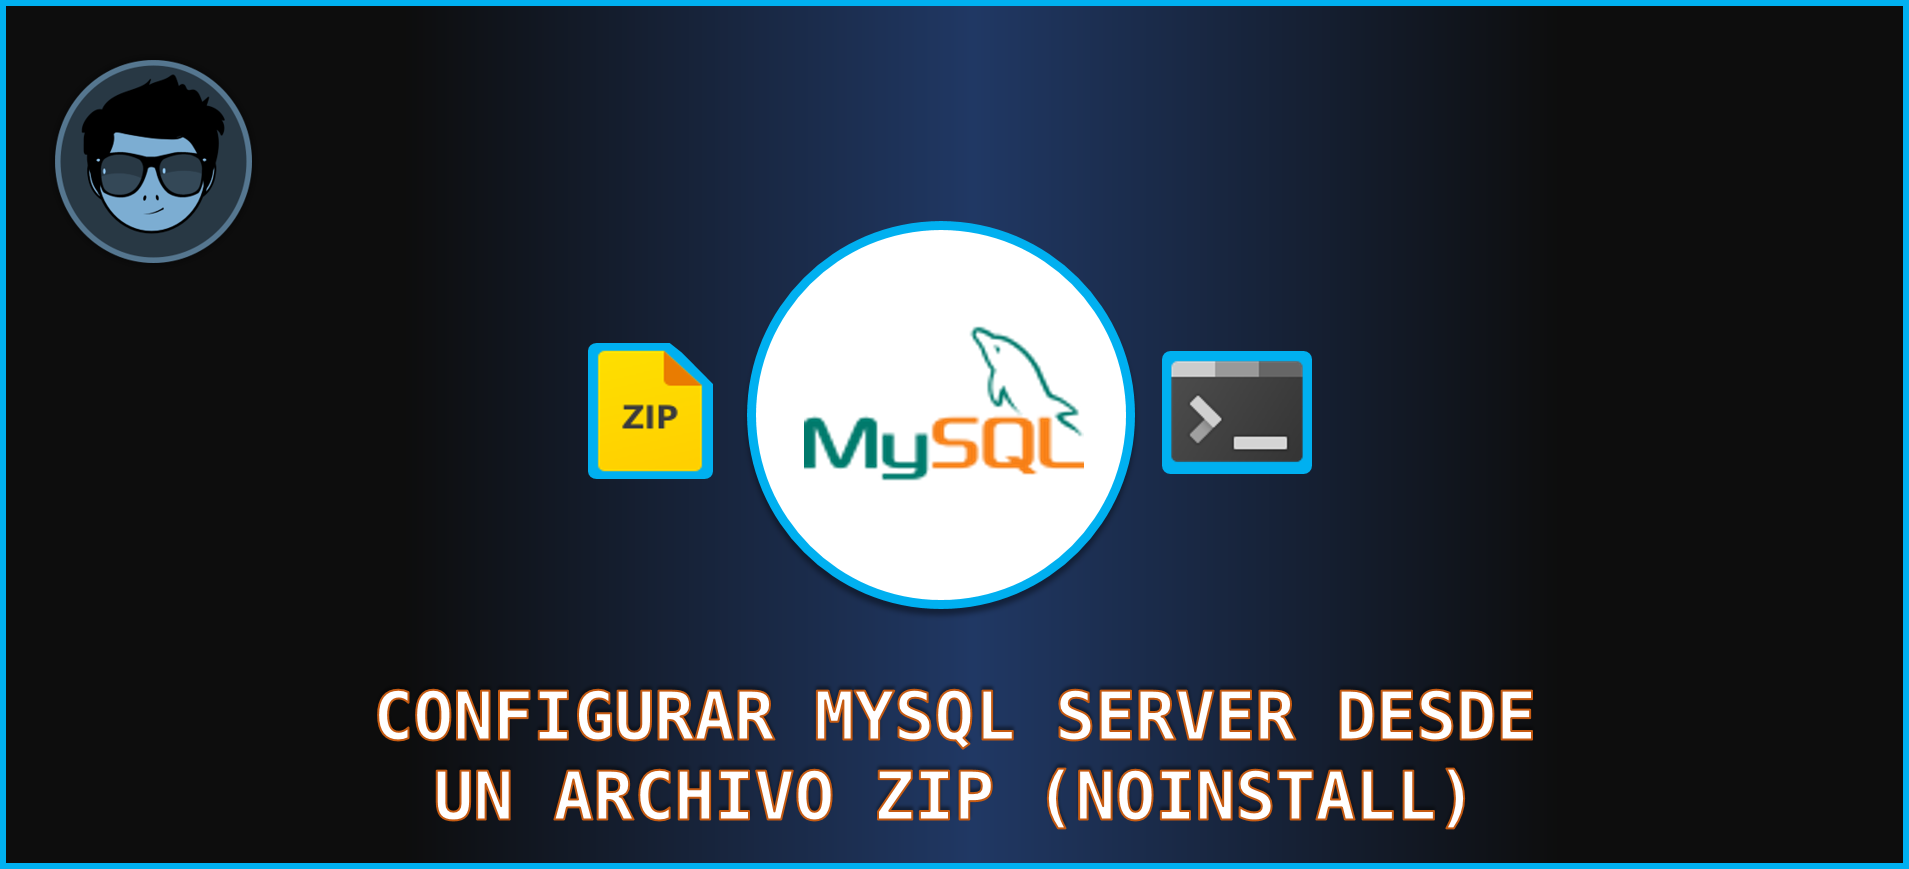 ZIP
MySQL
CONFIGURAR MYSQL SERVER DESDE
UN ARCHIVO ZIP (NOINSTALL)